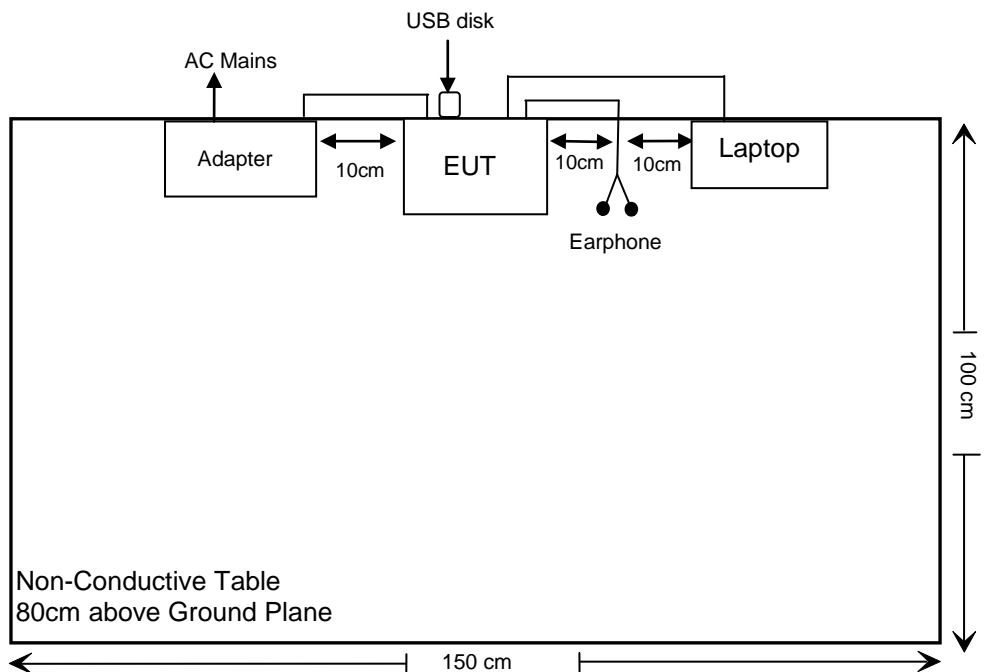 USB disk
AC Mains
Adapter
10cm
EUT
10cm
10cm
Laptop
Earphone
100 cm
Non-Conductive Table
80cm above Ground Plane
150 cm